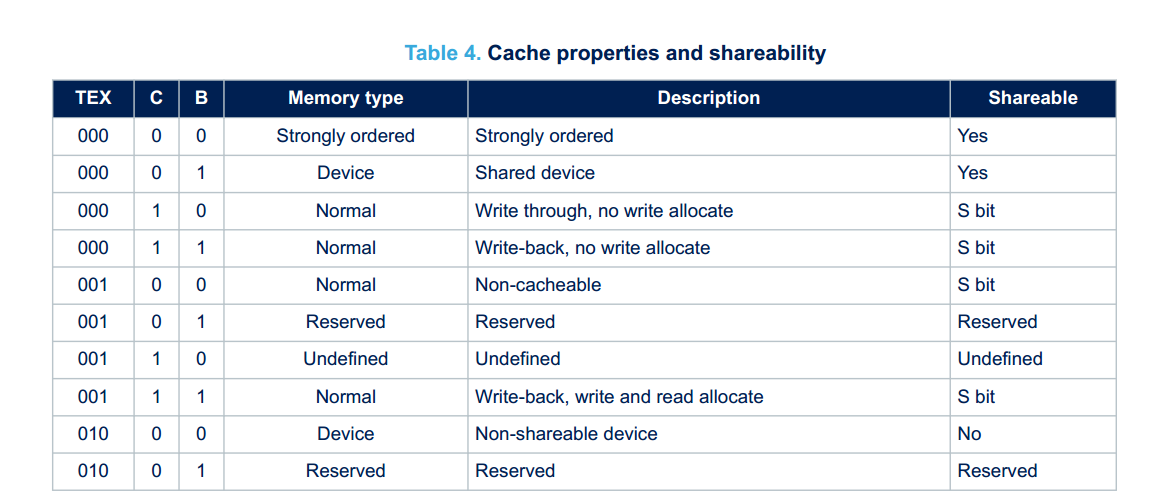 Table 4. Cache properties and shareability
TEX C B Memory type Description Shareable
000 0 0 Strongly ordered Strongly ordered Yes
000 0 1 Device Shared device Yes
000 1 0 Normal Write through, no write allocate S bit
000 1 1 Normal Write-back, no write allocate S bit
001 0 0 Normal Non-cacheable S bit
001 0 1 Reserved Reserved Reserved
001 1 0 Undefined Undefined Undefined
001 1 1 Normal Write-back, write and read allocate S bit
010 0 0 Device Non-shareable device No
010 0 1 Reserved Reserved Reserved